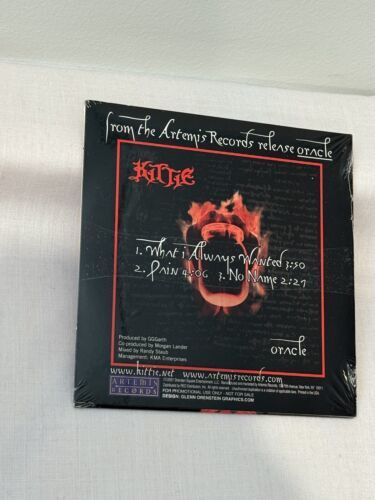 from the Artemis Records release oracle
KiTTiE
1. What i Always Wanted 3:50
2. Pain 4:06 3. No Name 2:27
oracle
Produced by GGGarth
Co-produced by Morgan Lander
Mixed by Randy Staub
Management: KMA Enterprises
www.kittie.net www.artemisrecords.com
ARTEMIS
RECORDS
FOR PROMOTIONAL USE ONLY NOT FOR SALE
DESIGN: GLENN ORENSTEIN GRAPHICS.COM